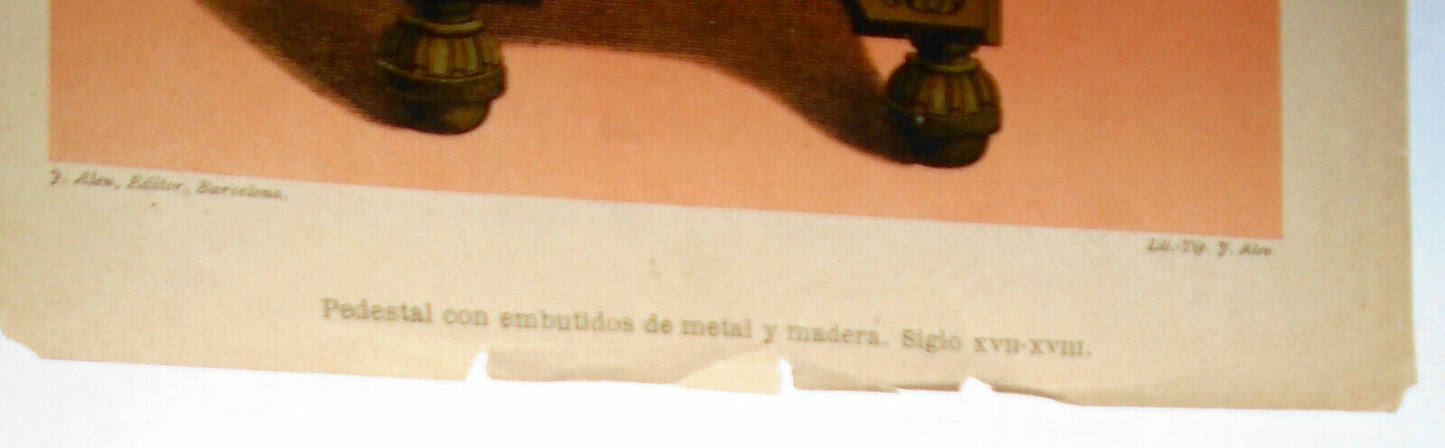 J. Aleu, Editor, Barcelona.
Lit.-Tip. J. Aleu.
Pedestal con embutidos de metal y madera. Siglo XVII-XVIII.